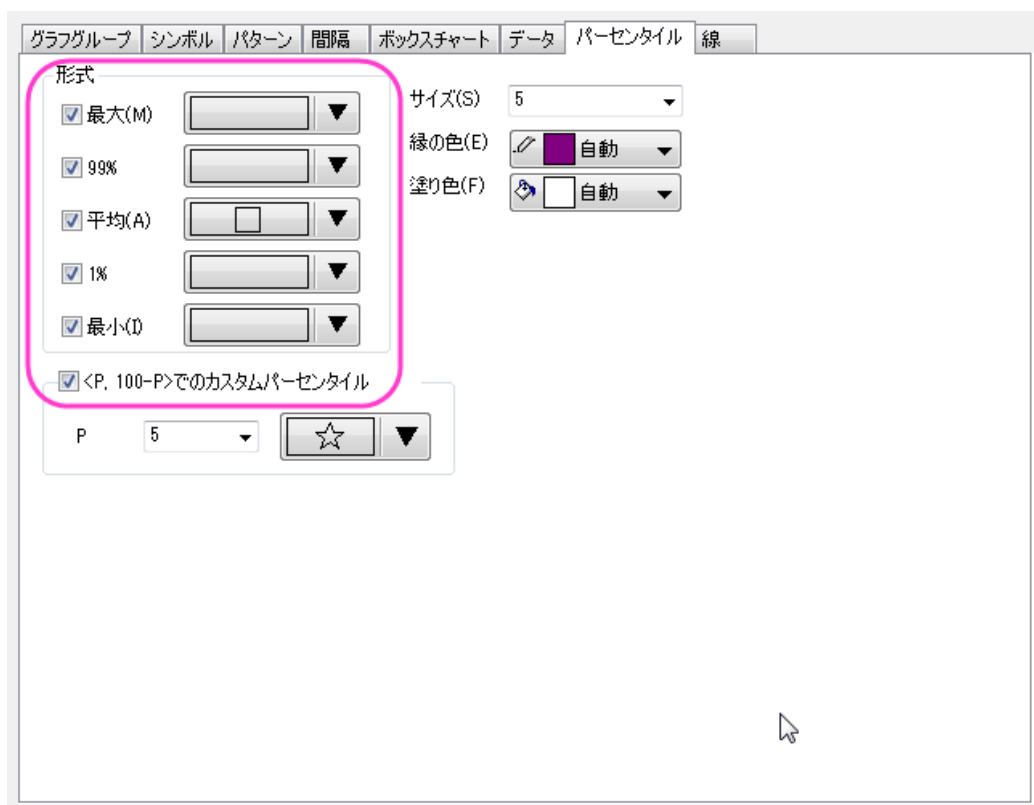 グラフグループ シンボル パターン 間隔 ボックスチャート データ パーセンタイル 線
形式
最大(M)
99%
平均(A)
1%
最小(I)
サイズ(S) 5
縁の色(E) 自動
塗り色(F) 自動
<P, 100-P>でのカスタムパーセンタイル
P 5